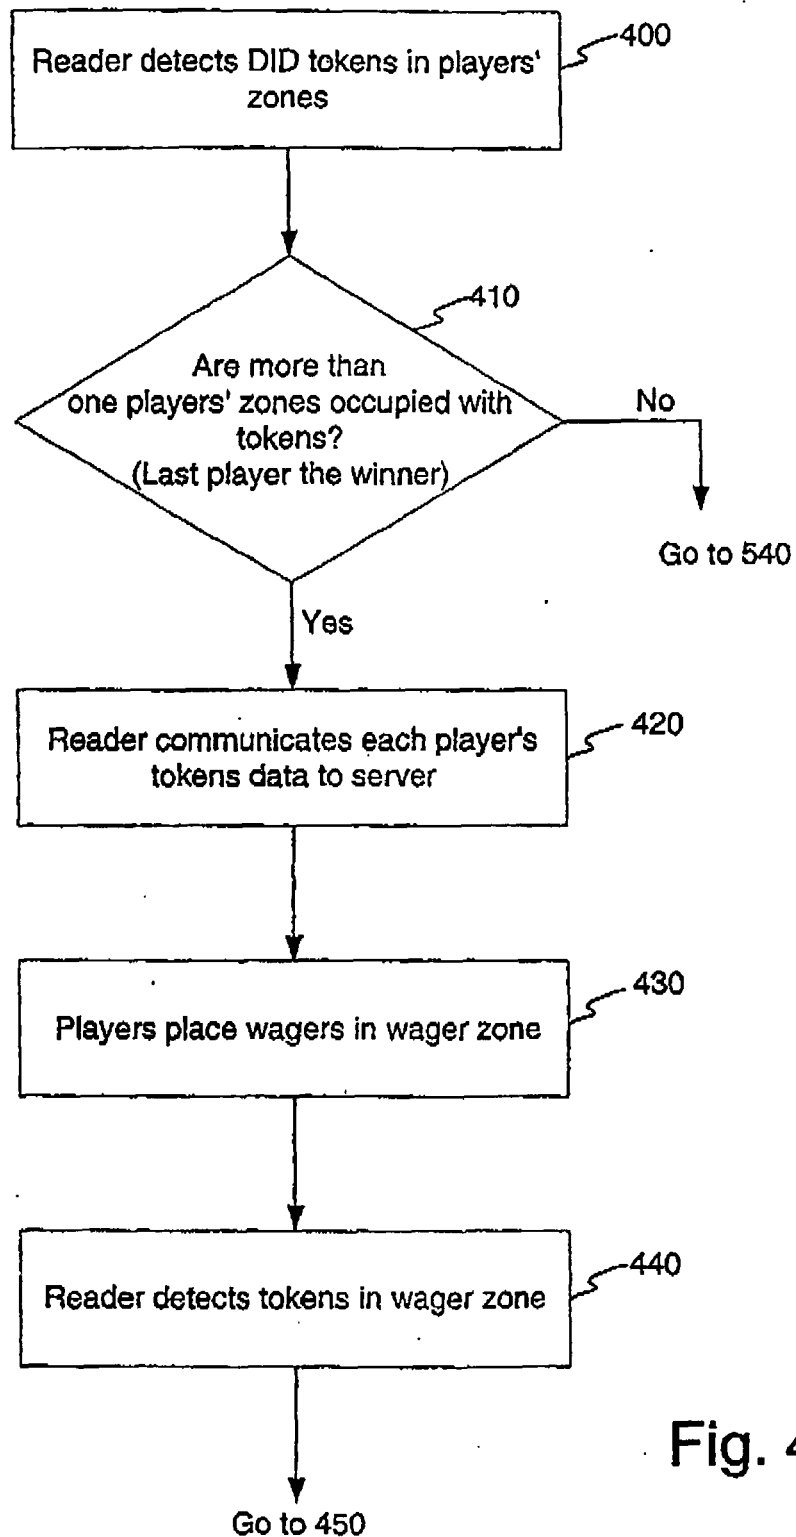 400
Reader detects DID tokens in players'
zones
410
Are more than
one players' zones occupied with
tokens?
(Last player the winner)
No
Go to 540
Yes
420
Reader communicates each player's
tokens data to server
430
Players place wagers in wager zone
440
Reader detects tokens in wager zone
Fig. 4
Go to 450